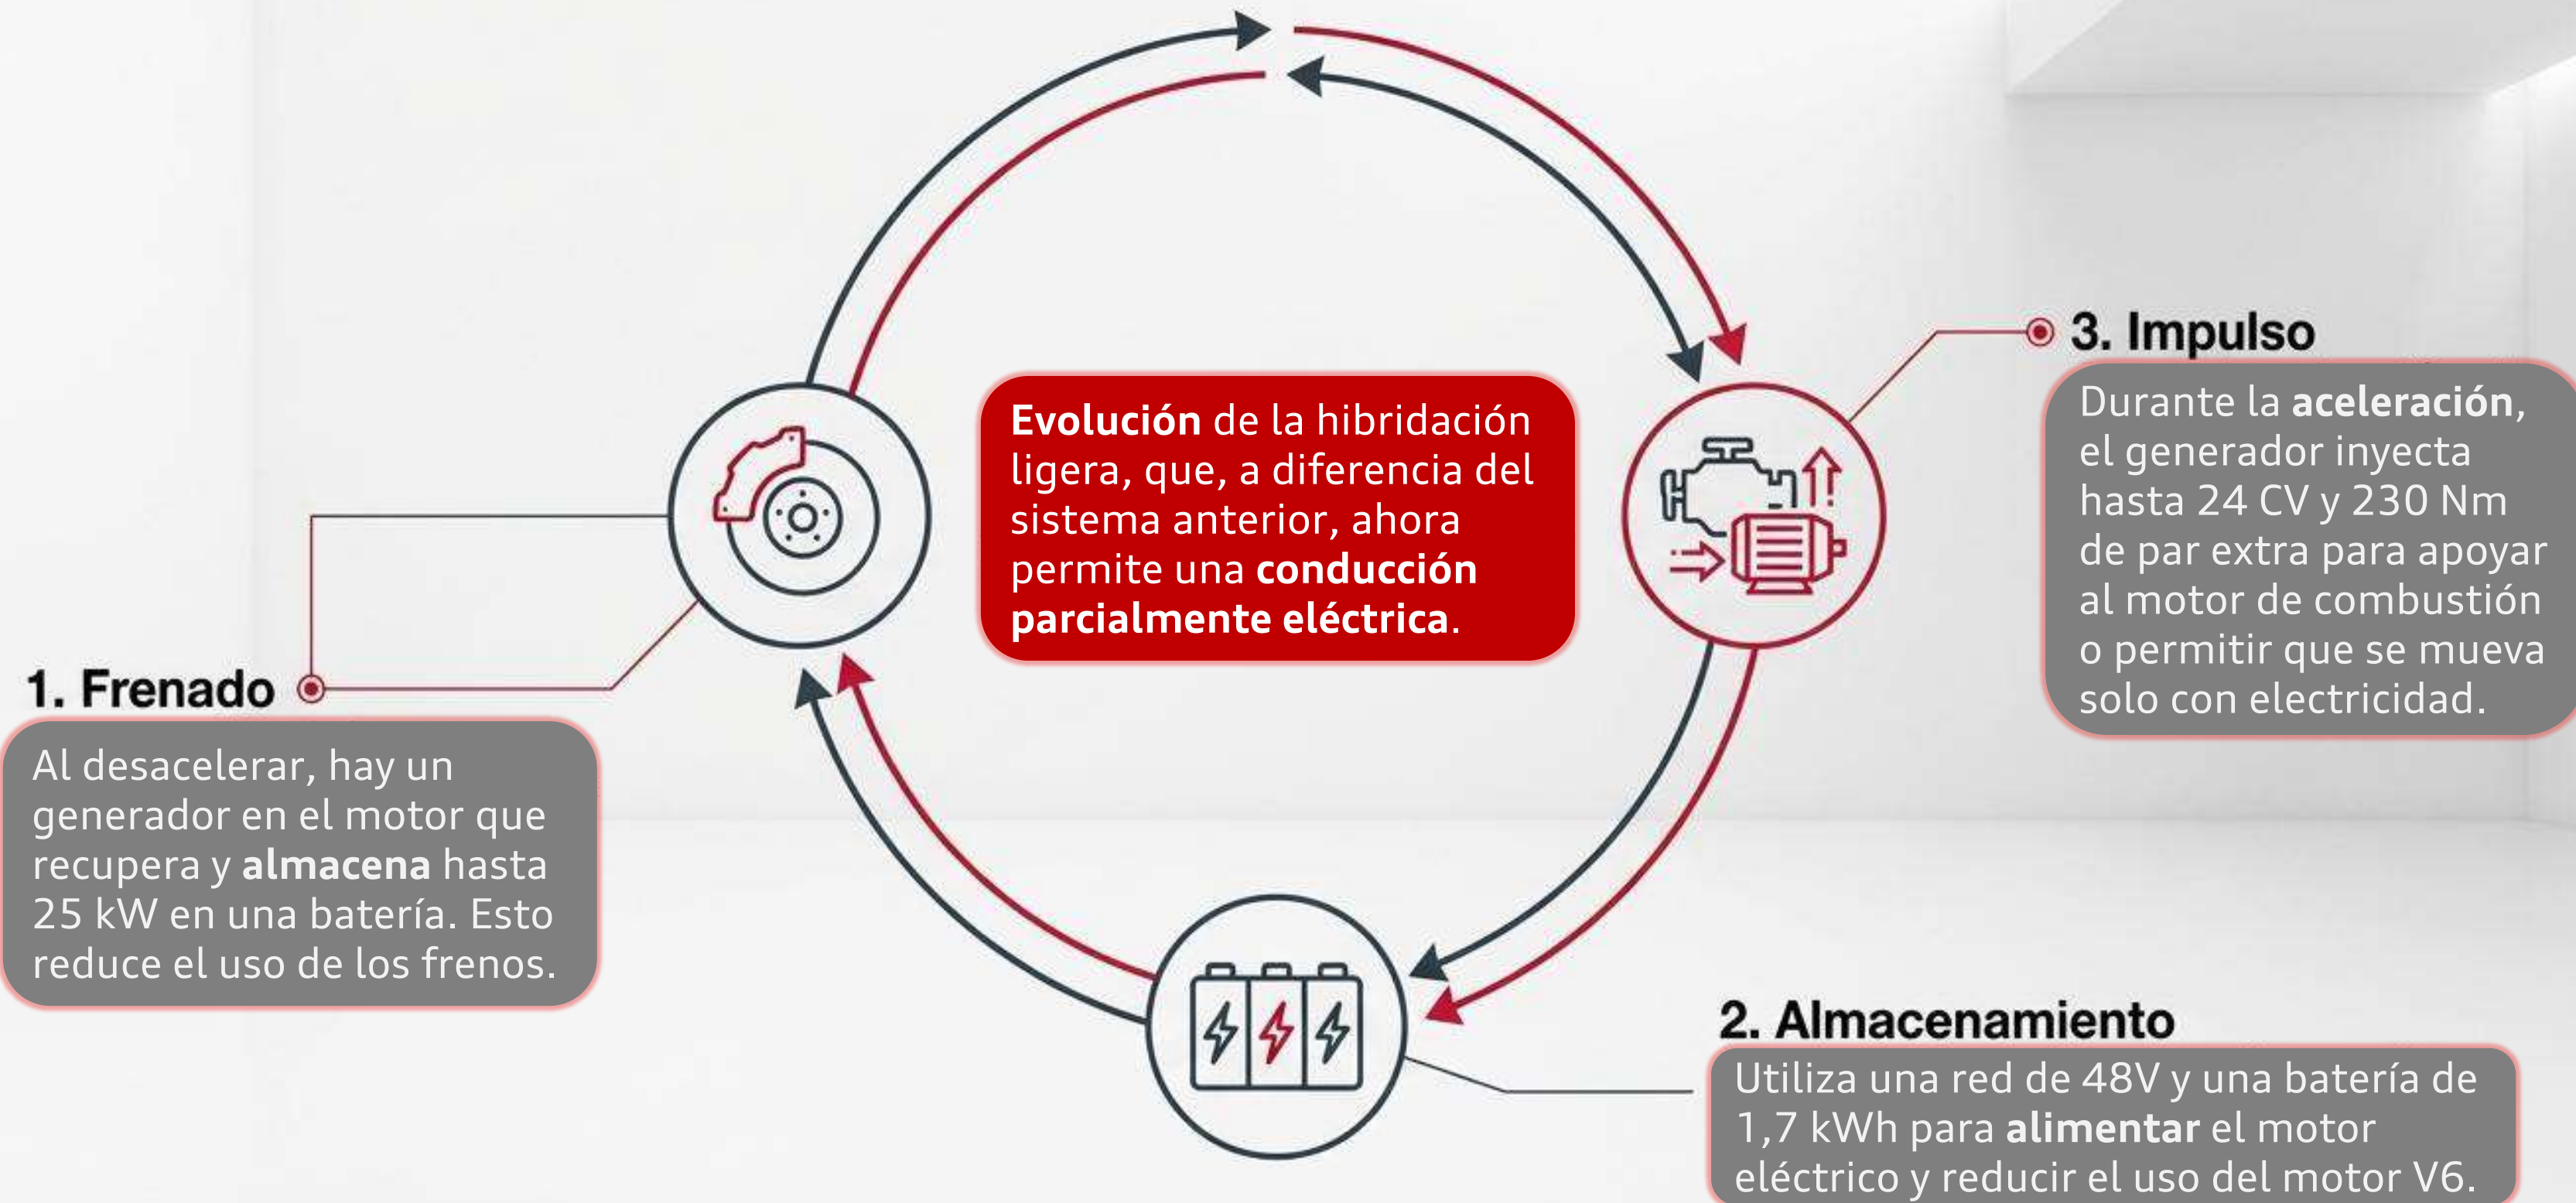 Evolución de la hibridación
ligera, que, a diferencia del
sistema anterior, ahora
permite una conducción
parcialmente eléctrica.
1. Frenado
Al desacelerar, hay un
generador en el motor que
recupera y almacena hasta
25 kW en una batería. Esto
reduce el uso de los frenos.
2. Almacenamiento
Utiliza una red de 48V y una batería de
1,7 kWh para alimentar el motor
eléctrico y reducir el uso del motor V6.
3. Impulso
Durante la aceleración,
el generador inyecta
hasta 24 CV y 230 Nm
de par extra para apoyar
al motor de combustión
o permitir que se mueva
solo con electricidad.